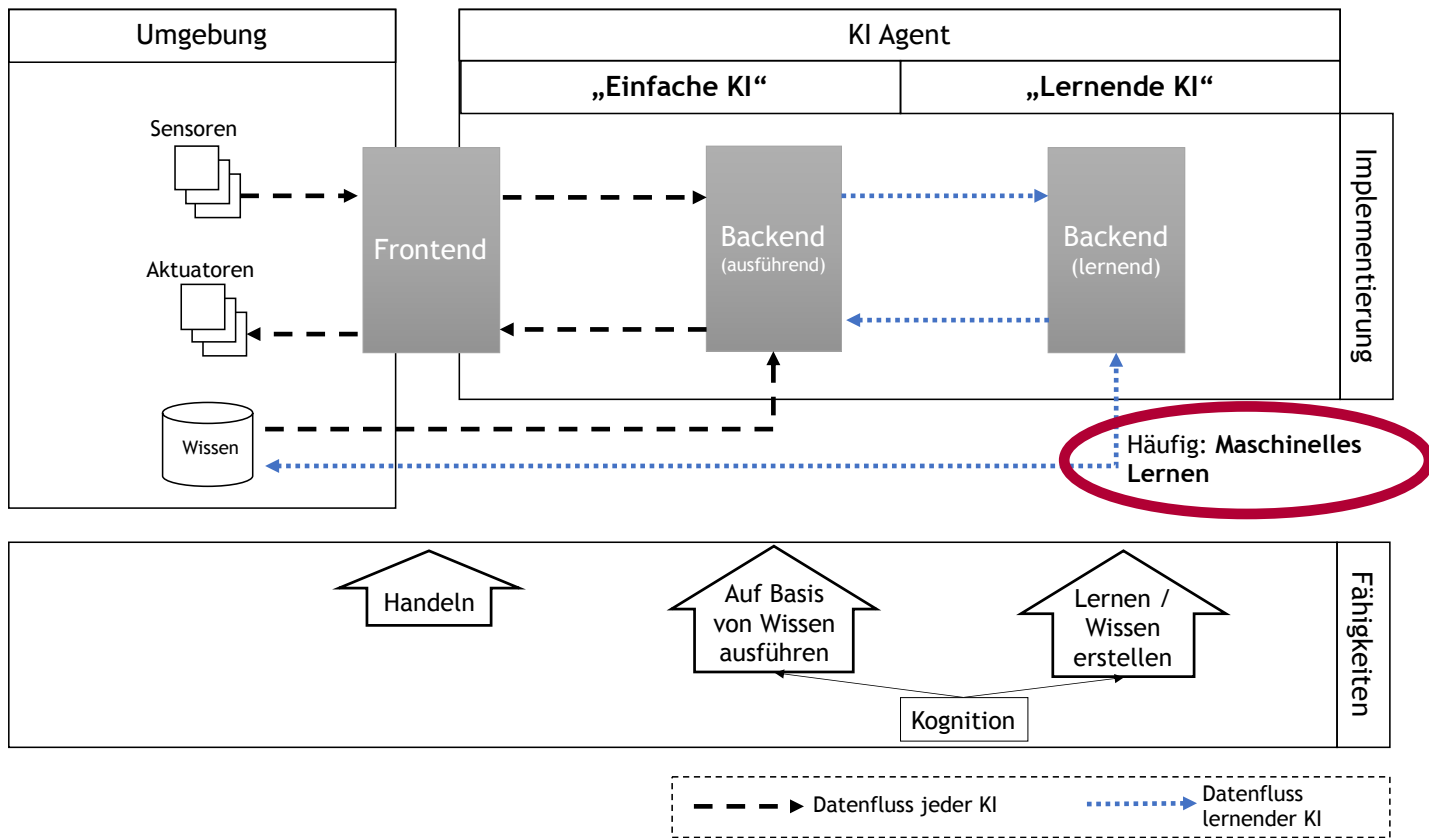 Umgebung
KI Agent
„Einfache KI“
„Lernende KI“
Implementierung
Sensoren
Aktuatoren
Frontend
Backend
(ausführend)
Backend
(lernend)
Wissen
Häufig: Maschinelles
Lernen
Fähigkeiten
Handeln
Auf Basis
von Wissen
ausführen
Lernen /
Wissen
erstellen
Kognition
Datenfluss jeder KI
Datenfluss
lernender KI